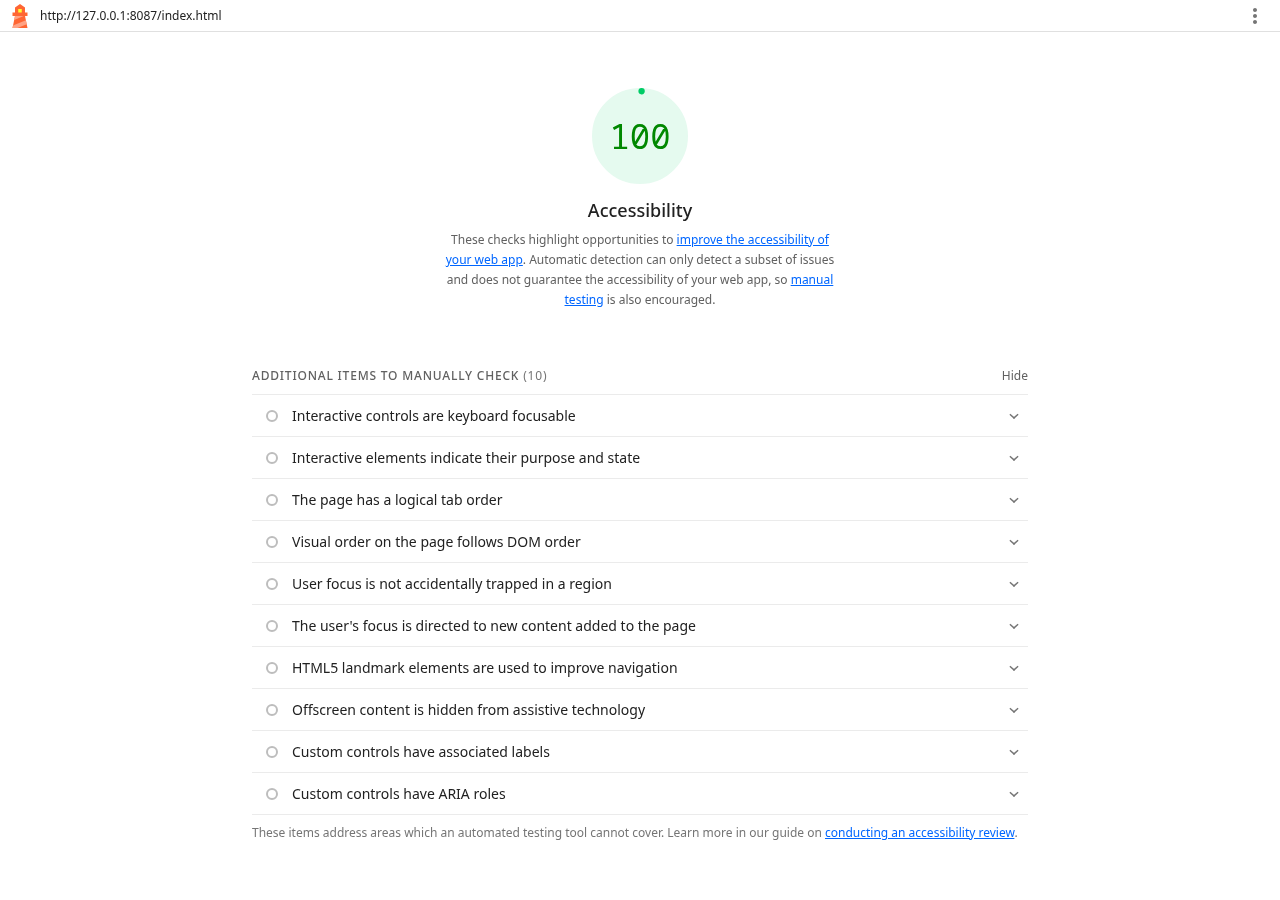 http://127.0.0.1:8087/index.html
100
Accessibility
These checks highlight opportunities to improve the accessibility of
your web app. Automatic detection can only detect a subset of issues
and does not guarantee the accessibility of your web app, so manual
testing is also encouraged.
ADDITIONAL ITEMS TO MANUALLY CHECK (10) Hide
Interactive controls are keyboard focusable
Interactive elements indicate their purpose and state
The page has a logical tab order
Visual order on the page follows DOM order
User focus is not accidentally trapped in a region
The user's focus is directed to new content added to the page
HTML5 landmark elements are used to improve navigation
Offscreen content is hidden from assistive technology
Custom controls have associated labels
Custom controls have ARIA roles
These items address areas which an automated testing tool cannot cover. Learn more in our guide on conducting an accessibility review.